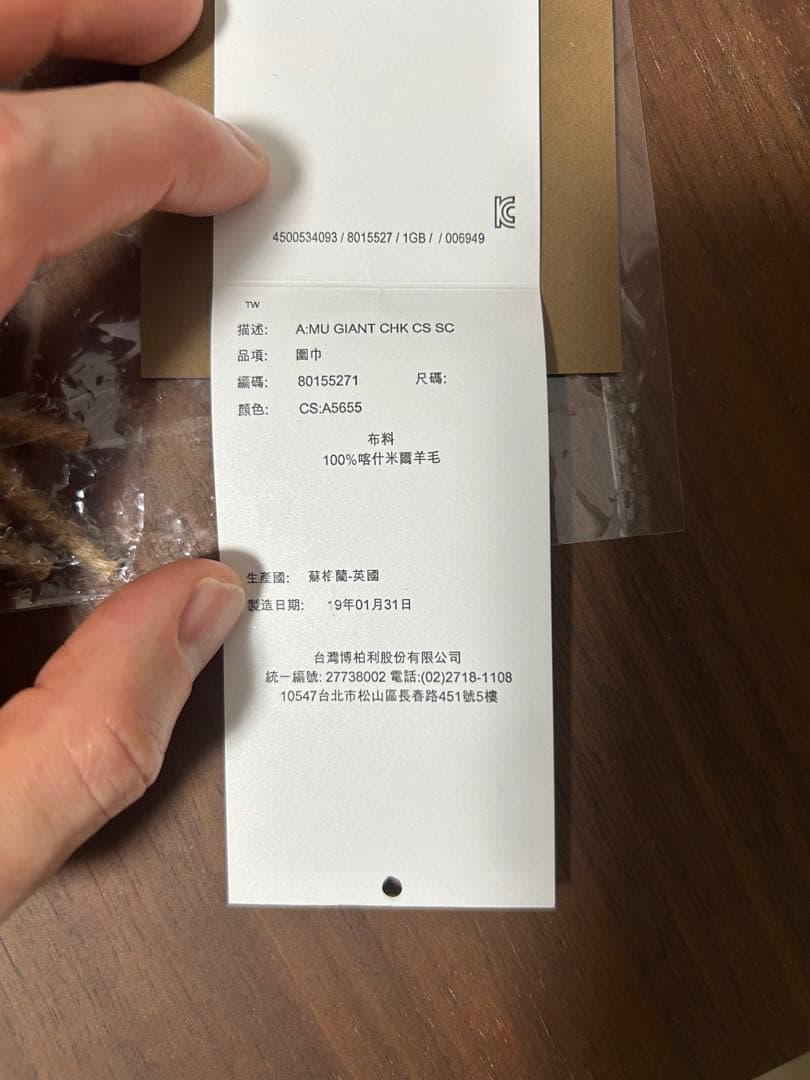 4500534093 / 8015527 / 1GB / / 006949
TW
描述: A:MU GIANT CHK CS SC
品項: 圍巾
編碼: 80155271 尺碼:
顏色: CS:A5655
布料
100%喀什米爾羊毛
生產國: 蘇格蘭-英國
製造日期: 19年01月31日
台灣博柏利股份有限公司
統一編號: 27738002 電話:(02)2718-1108
10547台北市松山區長春路451號5樓